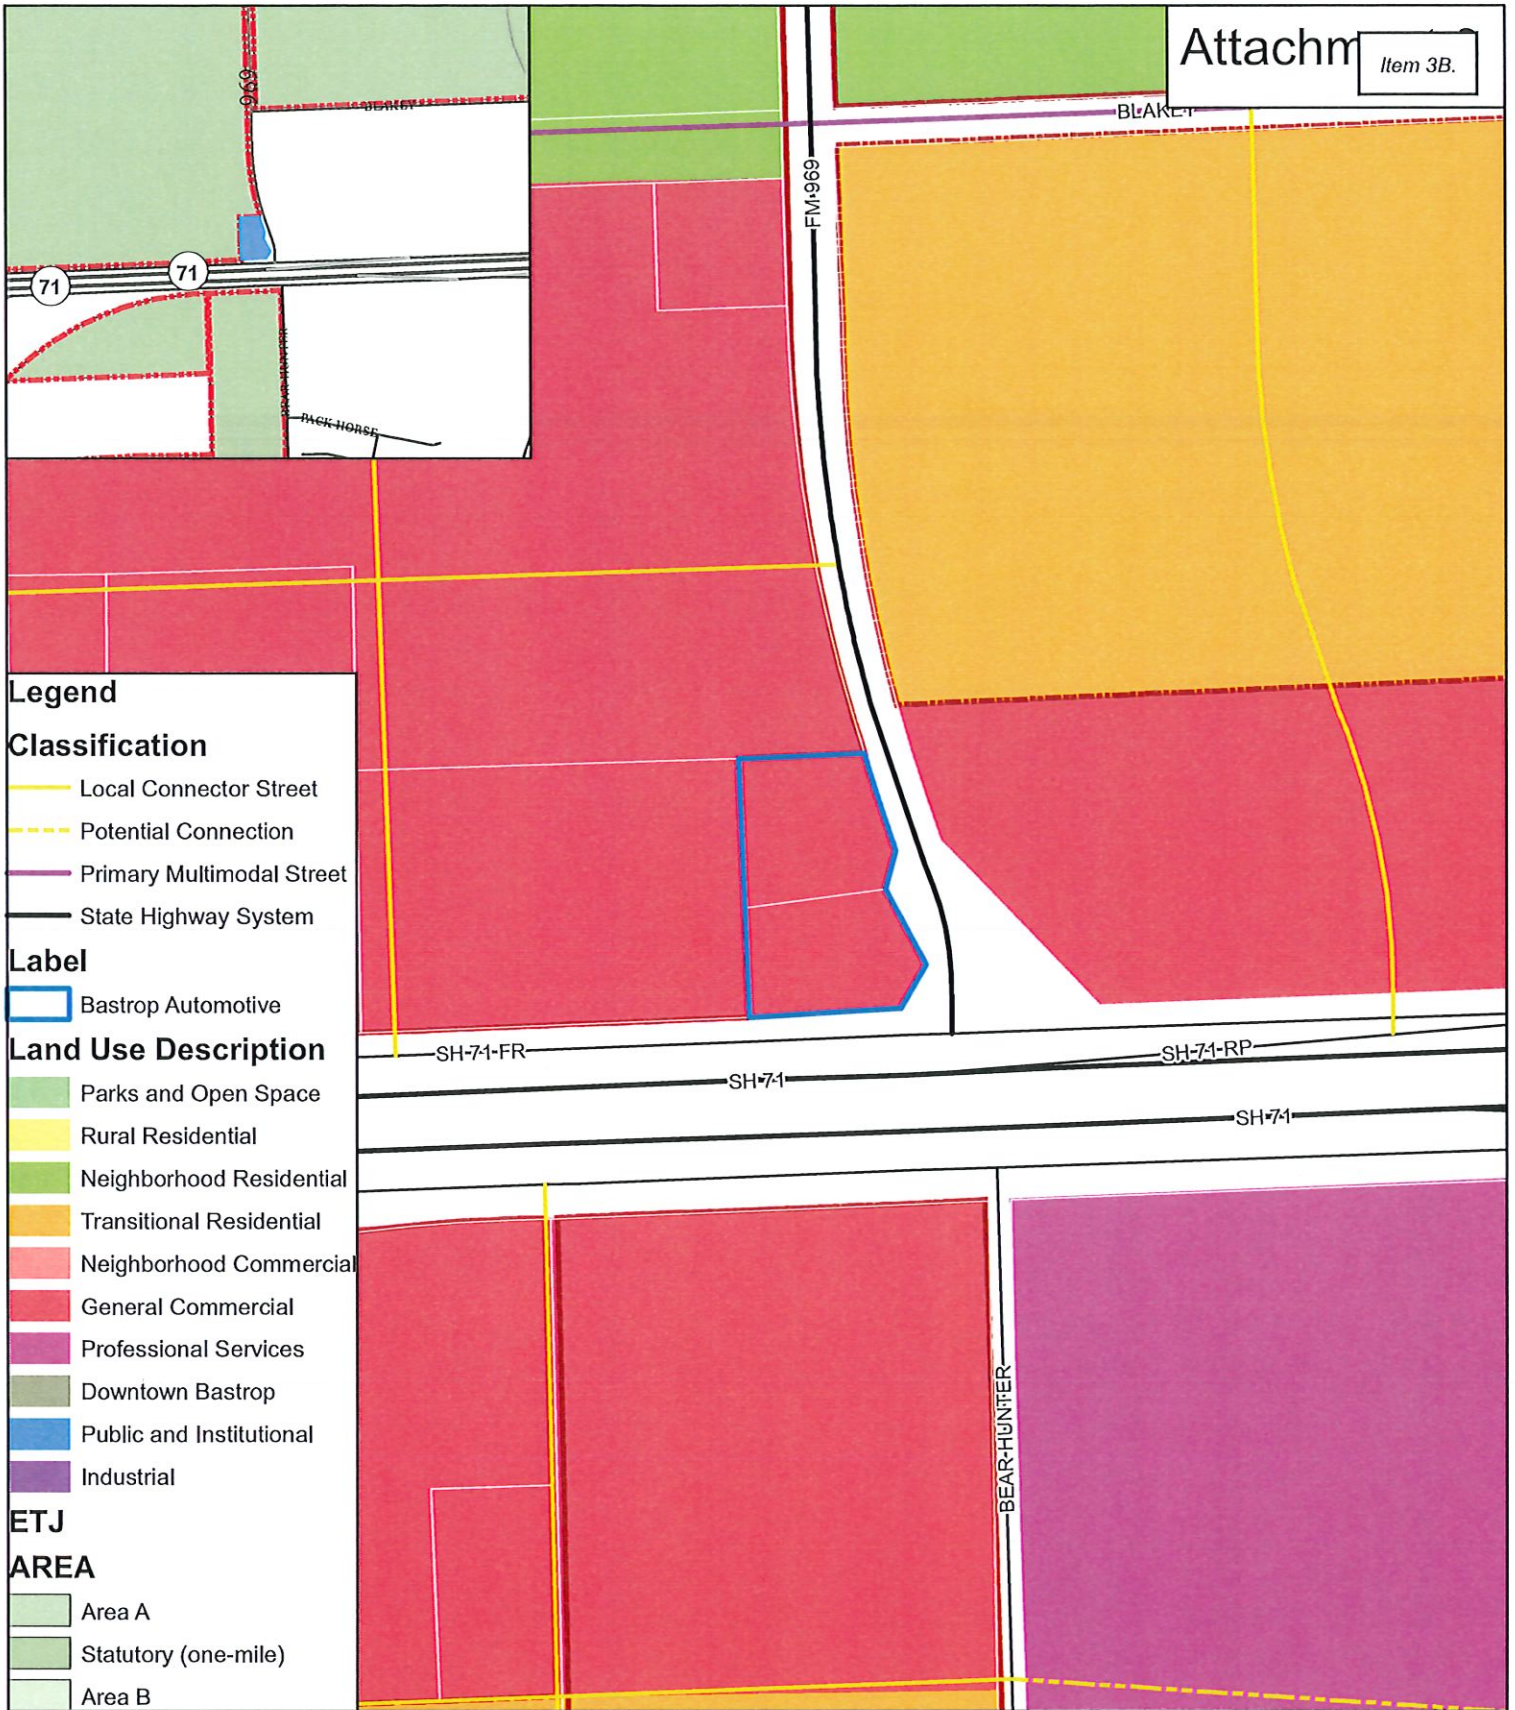 Attachm
Item 3B.
969
BLAKEY
71
71
BEAR HUNTER
PACK HORSE
BLAKEY
FM 969
Legend
Classification
Local Connector Street
Potential Connection
Primary Multimodal Street
State Highway System
Label
Bastrop Automotive
Land Use Description
Parks and Open Space
Rural Residential
Neighborhood Residential
Transitional Residential
Neighborhood Commercial
General Commercial
Professional Services
Downtown Bastrop
Public and Institutional
Industrial
ETJ
AREA
Area A
Statutory (one-mile)
Area B
SH 71 FR
SH 71 RP
SH 71
SH 71
BEAR HUNTER